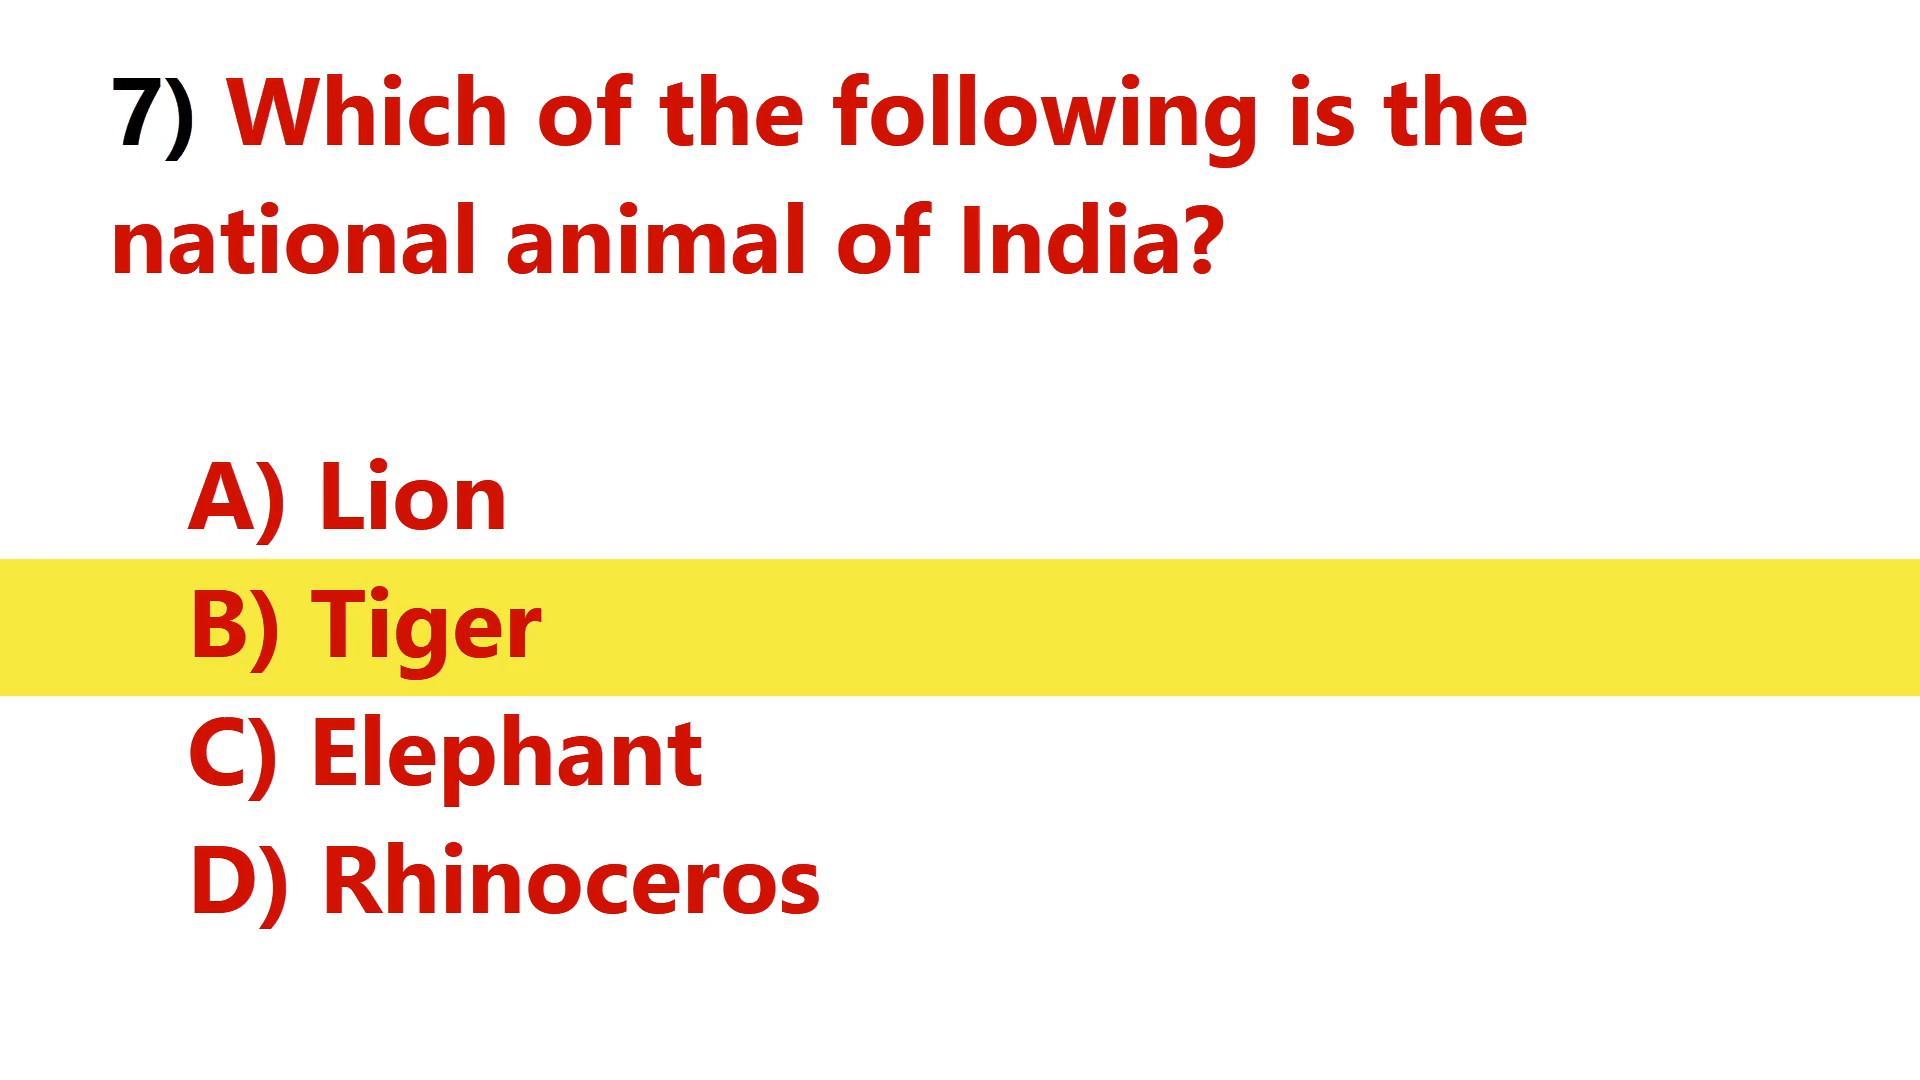 7) Which of the following is the
national animal of India?
A) Lion
B) Tiger
C) Elephant
D) Rhinoceros